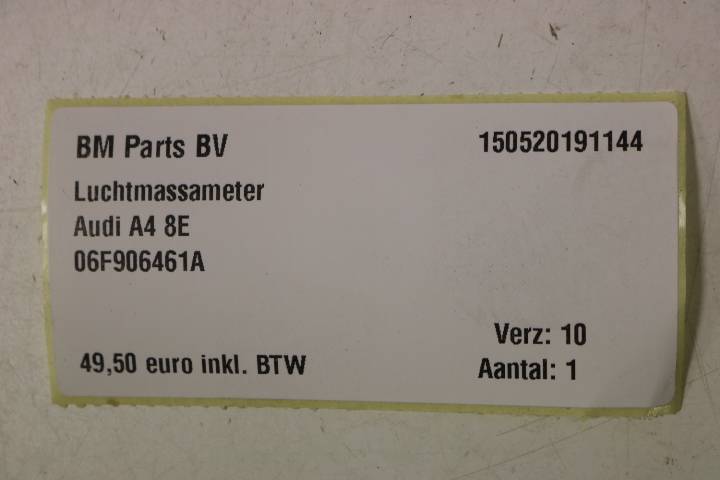 BM Parts BV 150520191144
Luchtmassameter
Audi A4 8E
06F906461A
Verz: 10
49,50 euro inkl. BTW Aantal: 1